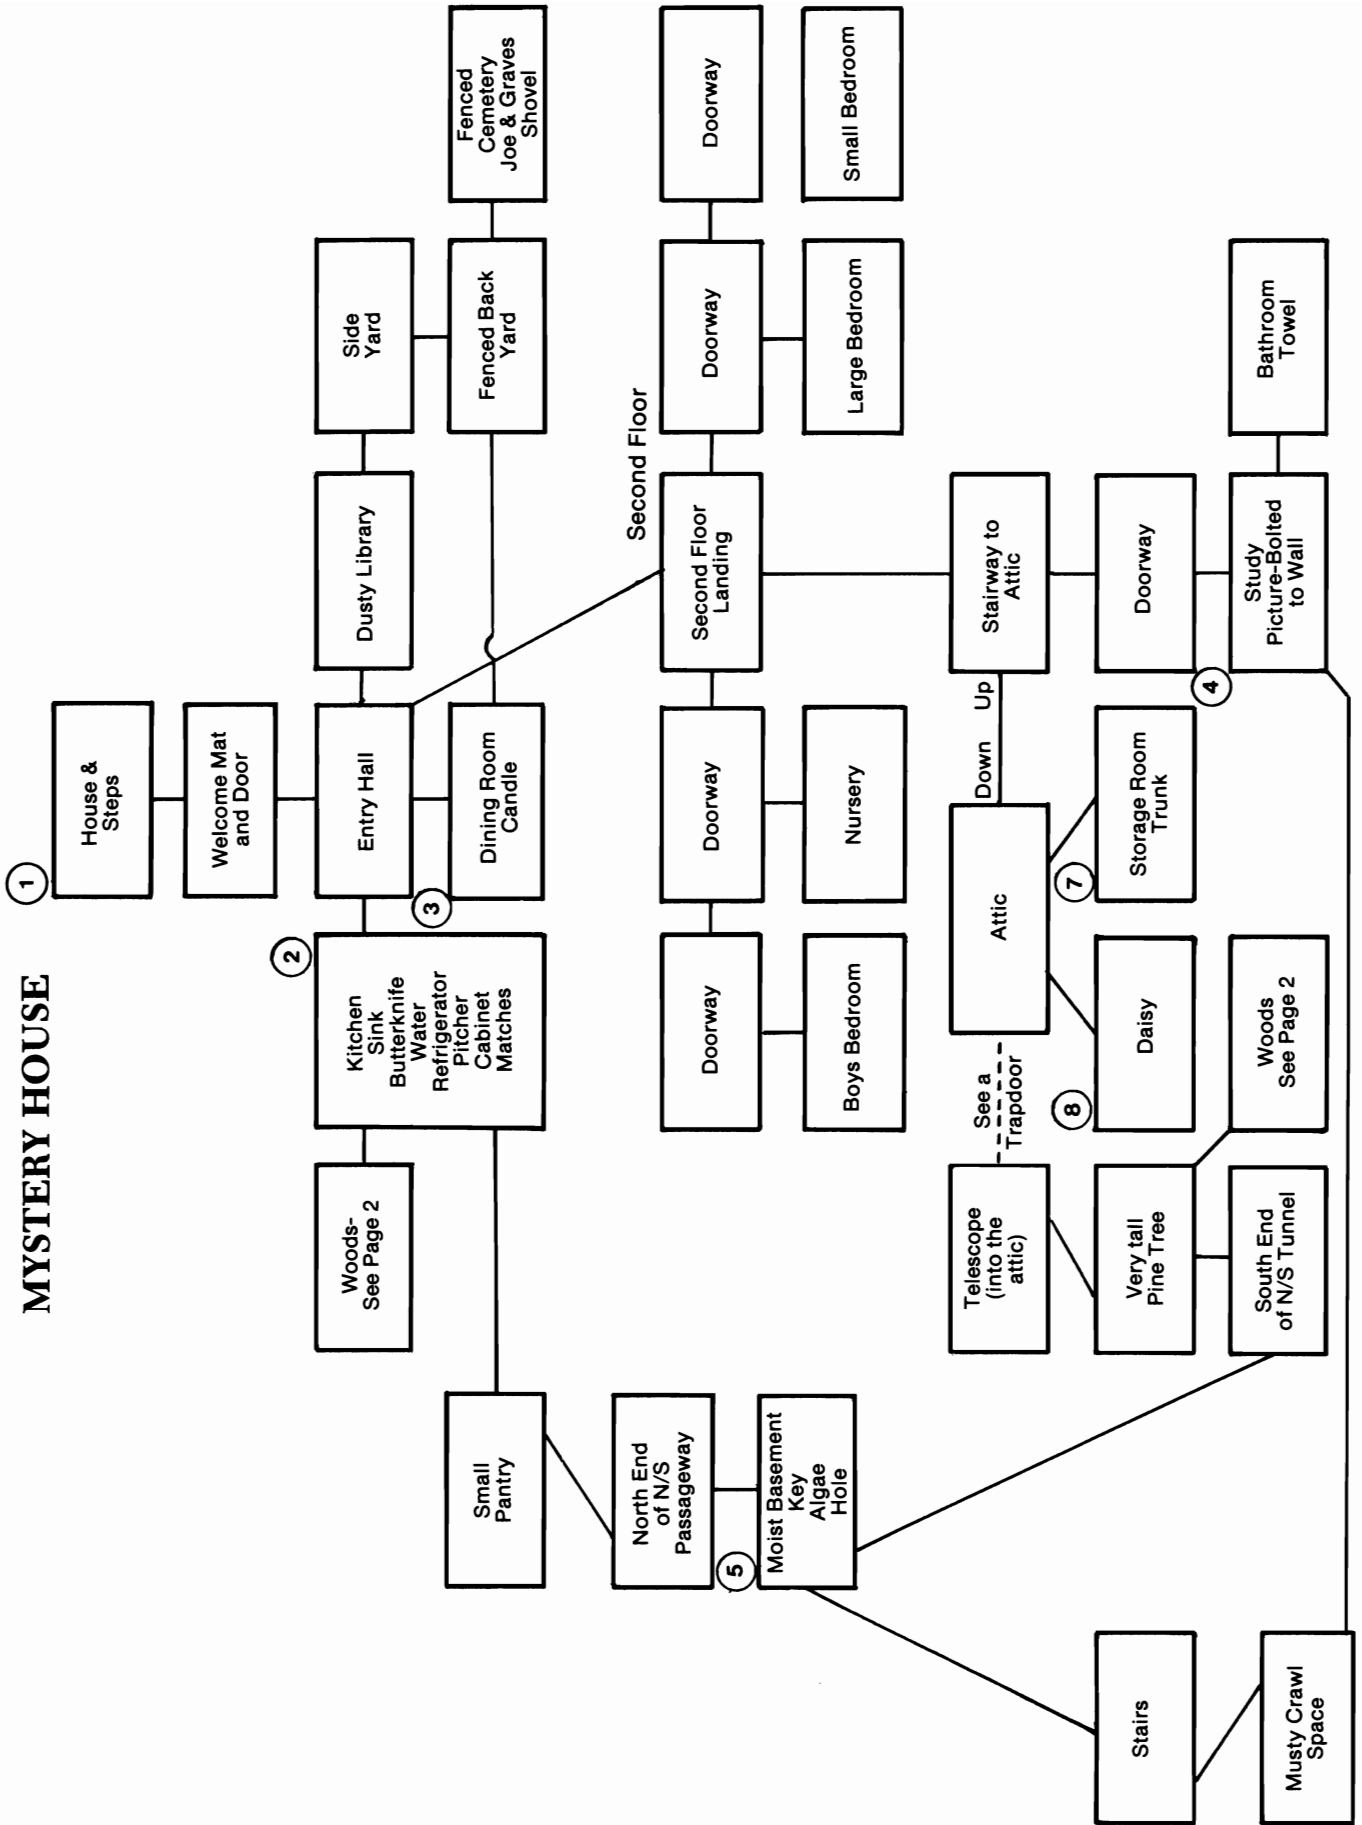 MYSTERY HOUSE
1
House &
Steps
Welcome Mat
and Door
2
Woods-
See Page 2
Kitchen
Sink
Butterknife
Water
Refrigerator
Pitcher
Cabinet
Matches
Entry Hall
Dusty Library
Side
Yard
3
Dining Room
Candle
Fenced Back
Yard
Fenced
Cemetery
Joe & Graves
Shovel
Small
Pantry
North End
of N/S
Passageway
5
Moist Basement
Key
Algae
Hole
Second Floor
Doorway
Doorway
Second Floor
Landing
Doorway
Doorway
Boys Bedroom
Nursery
Large Bedroom
Small Bedroom
Telescope
(into the
attic)
See a
Trapdoor
Attic
Down
Up
Stairway to
Attic
8
7
Stairs
Very tall
Pine Tree
Daisy
Storage Room
Trunk
Doorway
4
Musty Crawl
Space
South End
of N/S Tunnel
Woods
See Page 2
Study
Picture-Bolted
to Wall
Bathroom
Towel